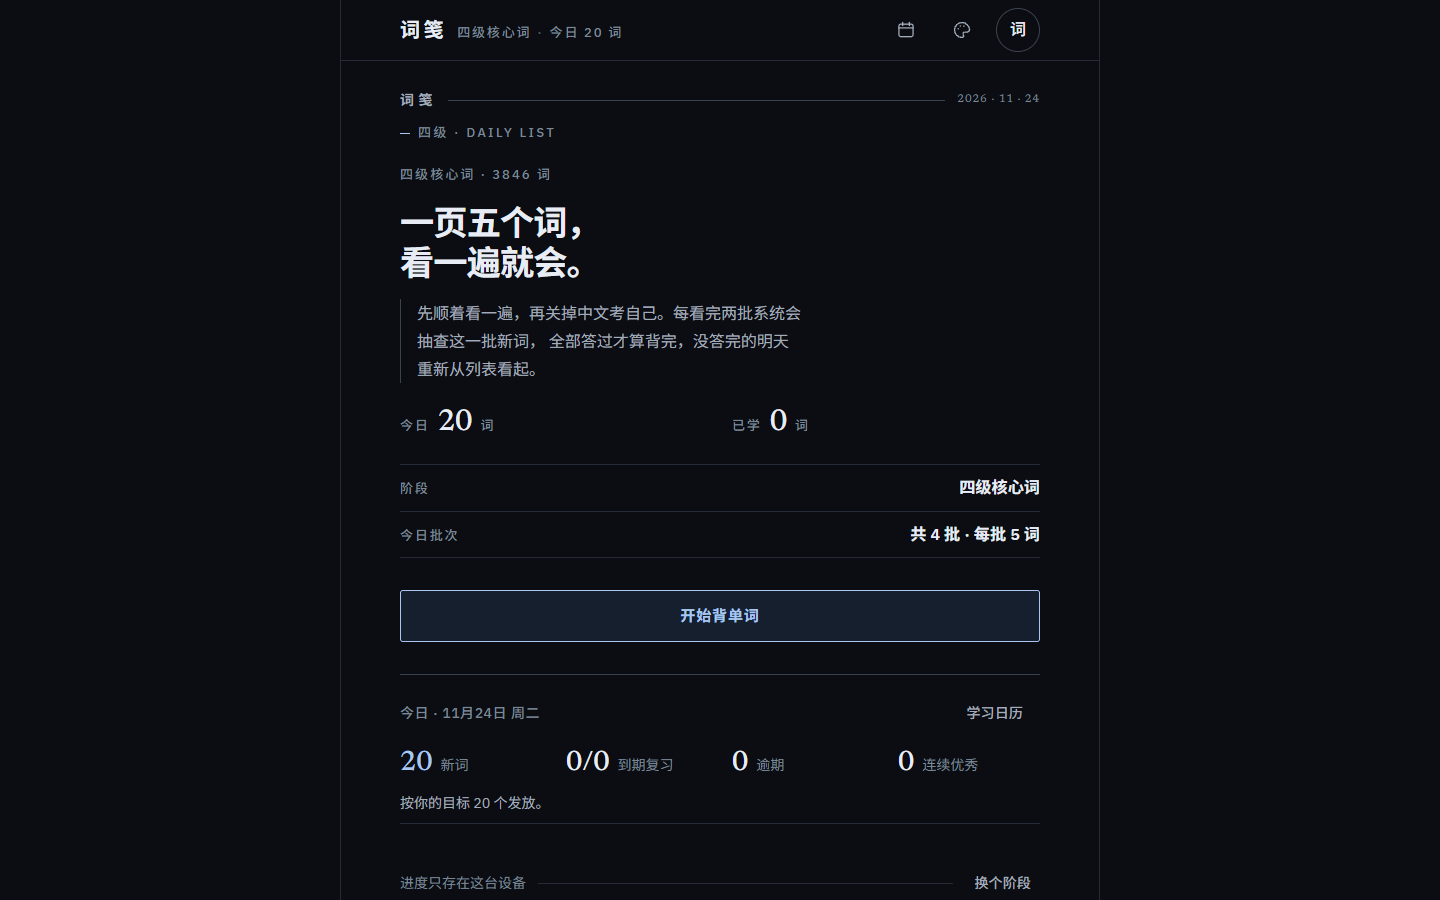 词笺 四级核心词 · 今日 20 词
词
词笺 2026 · 11 · 24
— 四级 · DAILY LIST
四级核心词 · 3846 词
一页五个词，
看一遍就会。
先顺着看一遍，再关掉中文考自己。每看完两批系统会
抽查这一批新词， 全部答过才算背完，没答完的明天
重新从列表看起。
今日 20 词 已学 0 词
阶段 四级核心词
今日批次 共 4 批 · 每批 5 词
开始背单词
今日 · 11月24日 周二 学习日历
20 新词 0/0 到期复习 0 逾期 0 连续优秀
按你的目标 20 个发放。
进度只存在这台设备 换个阶段